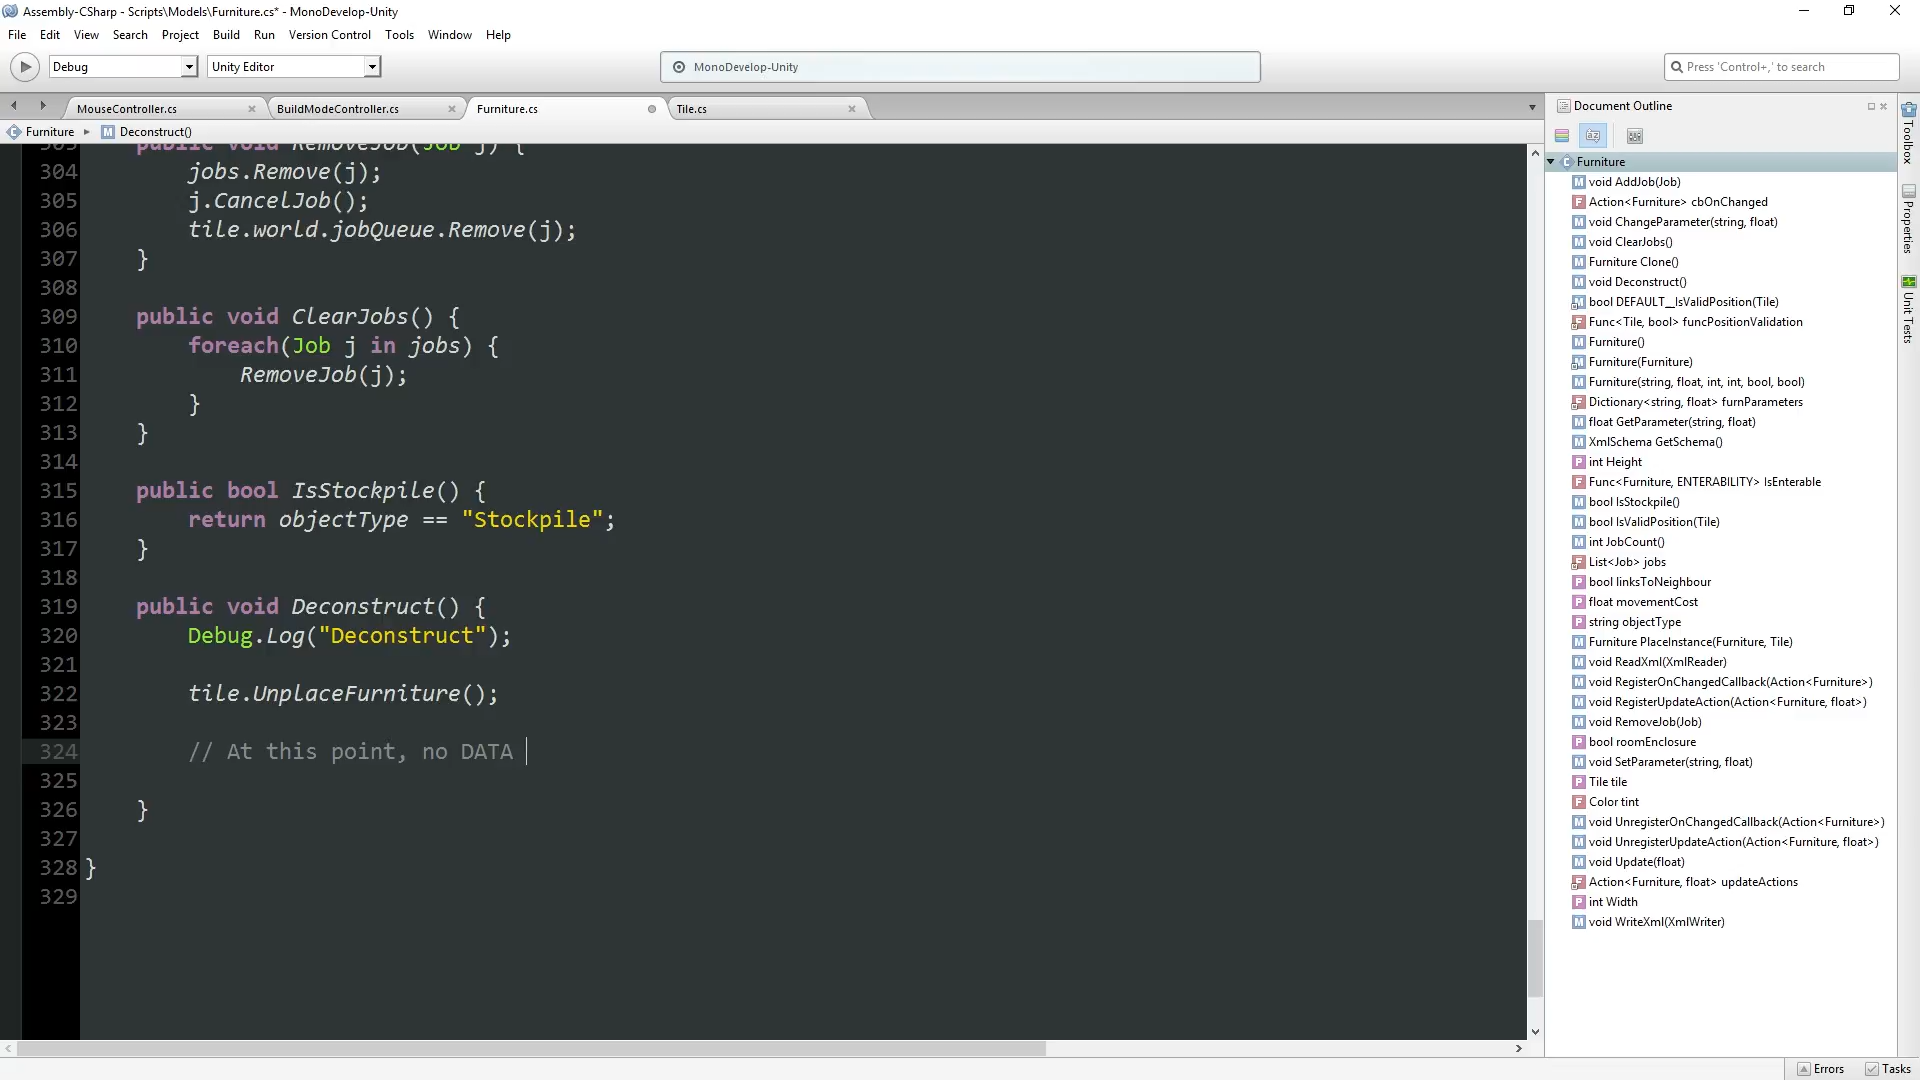 Assembly-CSharp - Scripts\Models\Furniture.cs* - MonoDevelop-Unity
File Edit View Search Project Build Run Version Control Tools Window Help
Debug
Unity Editor
MonoDevelop-Unity
Press 'Control+,' to search
MouseController.cs
BuildModeController.cs
Furniture.cs
Tile.cs
Furniture
Deconstruct()
303 public void RemoveJob(Job j) {
304 jobs.Remove(j);
305 j.CancelJob();
306 tile.world.jobQueue.Remove(j);
307 }
308
309 public void ClearJobs() {
310 foreach(Job j in jobs) {
311 RemoveJob(j);
312 }
313 }
314
315 public bool IsStockpile() {
316 return objectType == "Stockpile";
317 }
318
319 public void Deconstruct() {
320 Debug.Log("Deconstruct");
321
322 tile.UnplaceFurniture();
323
324 // At this point, no DATA
325
326 }
327
328 }
329
Document Outline
Furniture
void AddJob(Job)
Action<Furniture> cbOnChanged
void ChangeParameter(string, float)
void ClearJobs()
Furniture Clone()
void Deconstruct()
bool DEFAULT__IsValidPosition(Tile)
Func<Tile, bool> funcPositionValidation
Furniture()
Furniture(Furniture)
Furniture(string, float, int, int, bool, bool)
Dictionary<string, float> furnParameters
float GetParameter(string, float)
XmlSchema GetSchema()
int Height
Func<Furniture, ENTERABILITY> IsEnterable
bool IsStockpile()
bool IsValidPosition(Tile)
int JobCount()
List<Job> jobs
bool linksToNeighbour
float movementCost
string objectType
Furniture PlaceInstance(Furniture, Tile)
void ReadXml(XmlReader)
void RegisterOnChangedCallback(Action<Furniture>)
void RegisterUpdateAction(Action<Furniture, float>)
void RemoveJob(Job)
bool roomEnclosure
void SetParameter(string, float)
Tile tile
Color tint
void UnregisterOnChangedCallback(Action<Furniture>)
void UnregisterUpdateAction(Action<Furniture, float>)
void Update(float)
Action<Furniture, float> updateActions
int Width
void WriteXml(XmlWriter)
Toolbox
Properties
Unit Tests
Errors
Tasks